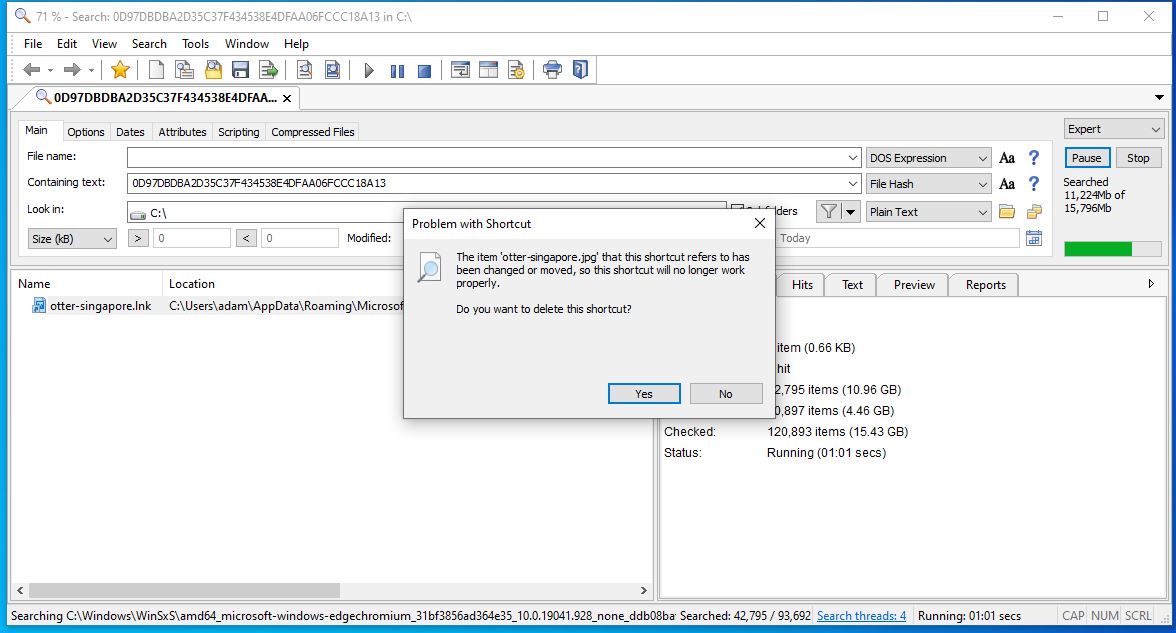 71 % - Search: 0D97DBDBA2D35C37F434538E4DFAA06FCCC18A13 in C:\
File Edit View Search Tools Window Help
0D97DBDBA2D35C37F434538E4DFAA...
Main Options Dates Attributes Scripting Compressed Files
Expert
File name: DOS Expression Aa ?
Pause Stop
Containing text: 0D97DBDBA2D35C37F434538E4DFAA06FCCC18A13 File Hash Aa ?
Searched
11,224Mb of
15,796Mb
Look in: C:\ Plain Text
Size (kB) > 0 < 0 Modified: Today
Problem with Shortcut
The item 'otter-singapore.jpg' that this shortcut refers to has
been changed or moved, so this shortcut will no longer work
properly.
Do you want to delete this shortcut?
Yes No
Name Location
otter-singapore.lnk C:\Users\adam\AppData\Roaming\Microsof
Hits Text Preview Reports
item (0.66 KB)
hit
2,795 items (10.96 GB)
0,897 items (4.46 GB)
Checked: 120,893 items (15.43 GB)
Status: Running (01:01 secs)
Searching C:\Windows\WinSxS\amd64_microsoft-windows-edgechromium_31bf3856ad364e35_10.0.19041.928_none_ddb08ba Searched: 42,795 / 93,692 Search threads: 4 Running: 01:01 secs CAP NUM SCRL